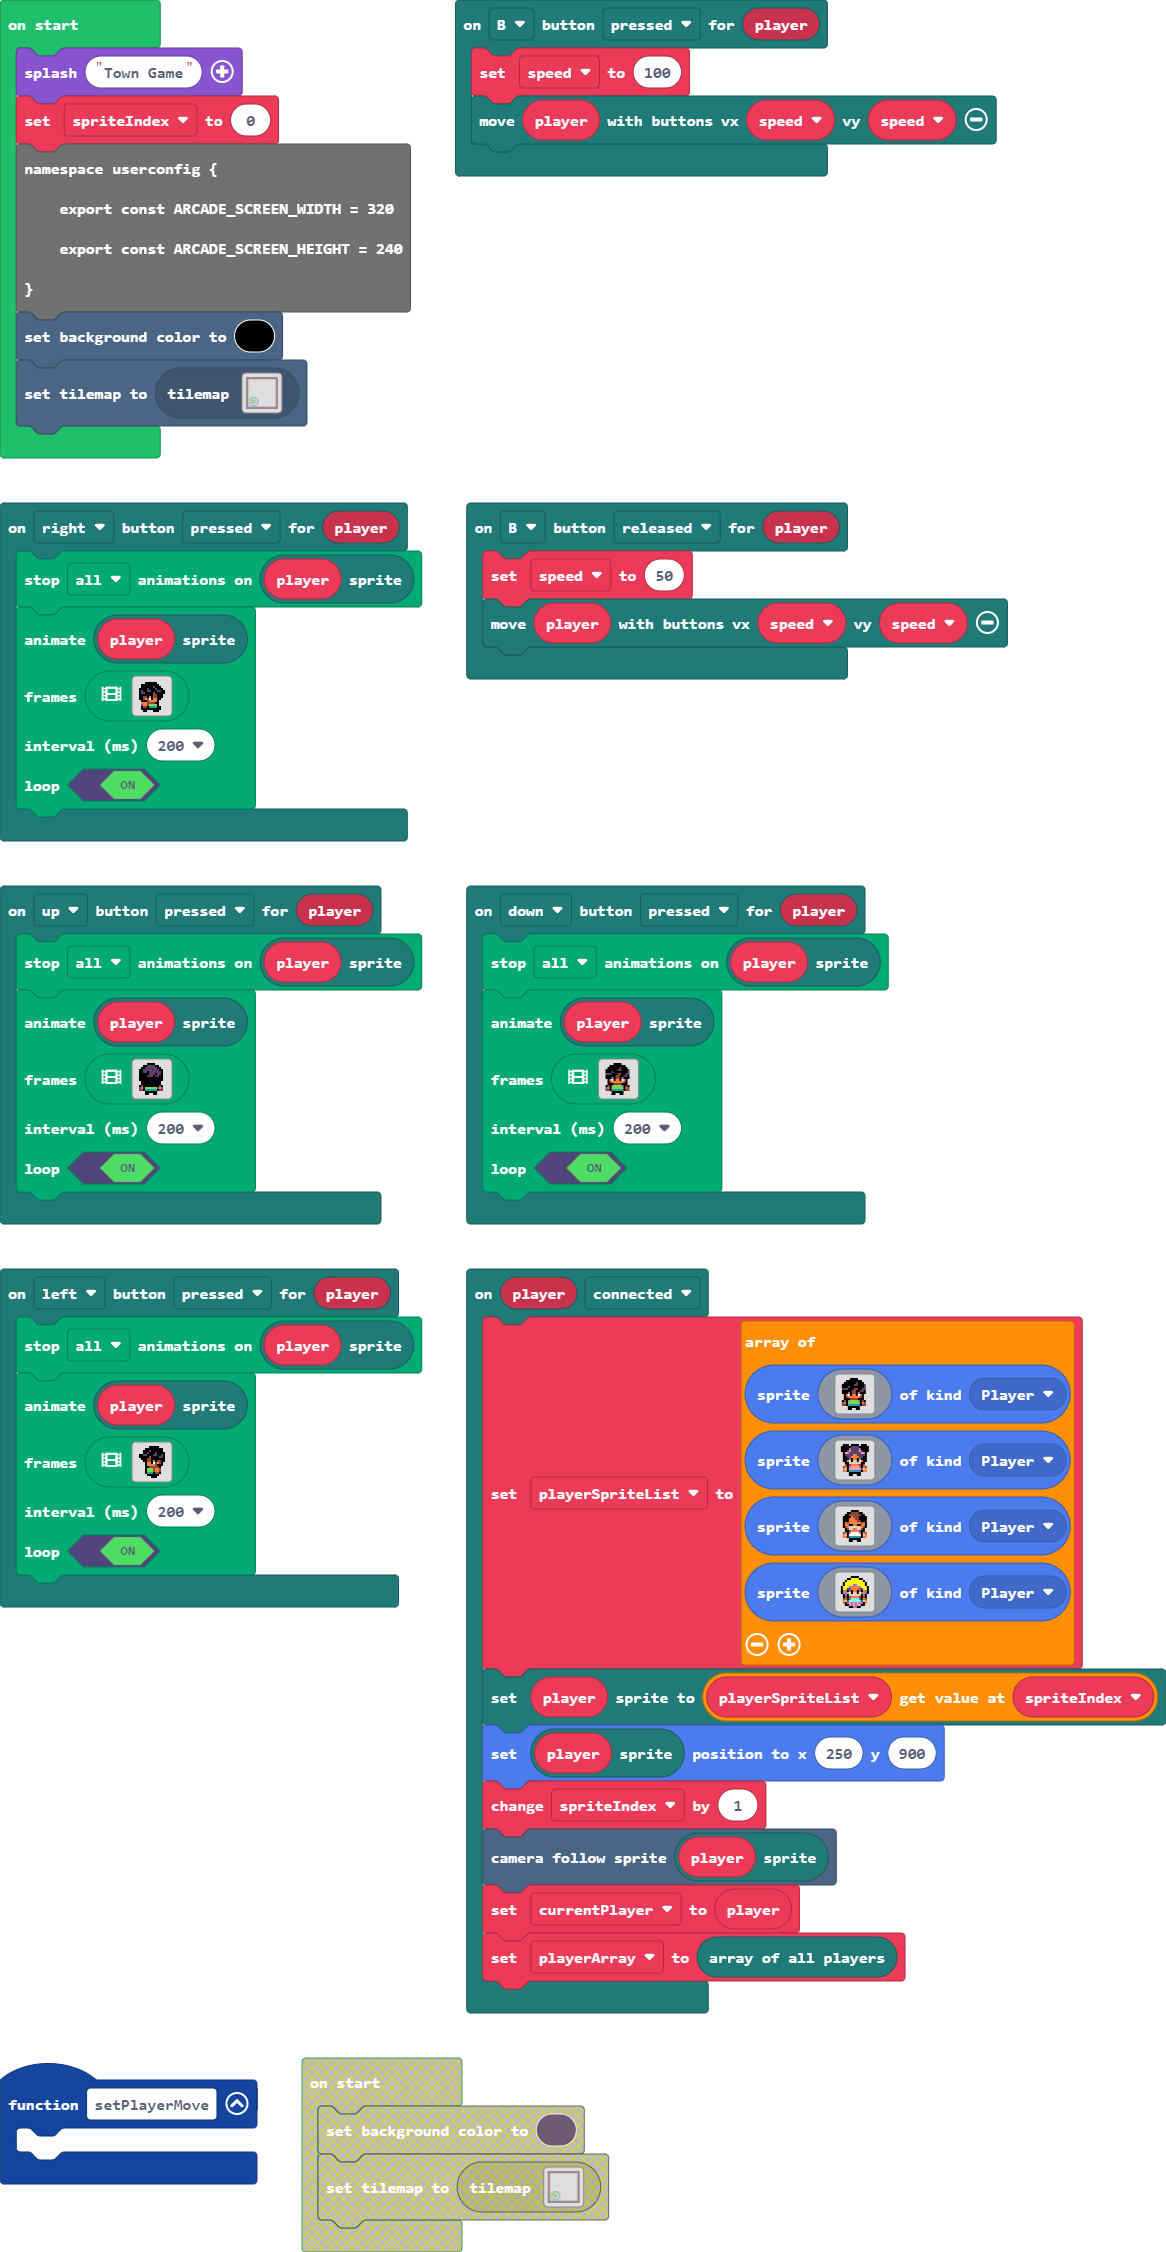 on start
splash "Town Game"
set spriteIndex to 0
namespace userconfig {
export const ARCADE_SCREEN_WIDTH = 320
export const ARCADE_SCREEN_HEIGHT = 240
}
set background color to
set tilemap to tilemap
on B button pressed for player
set speed to 100
move player with buttons vx speed vy speed
on right button pressed for player
stop all animations on player sprite
animate player sprite
frames
interval (ms) 200
loop ON
on B button released for player
set speed to 50
move player with buttons vx speed vy speed
on up button pressed for player
stop all animations on player sprite
animate player sprite
frames
interval (ms) 200
loop ON
on down button pressed for player
stop all animations on player sprite
animate player sprite
frames
interval (ms) 200
loop ON
on left button pressed for player
stop all animations on player sprite
animate player sprite
frames
interval (ms) 200
loop ON
on player connected
set playerSpriteList to array of
sprite of kind Player
sprite of kind Player
sprite of kind Player
sprite of kind Player
set player sprite to playerSpriteList get value at spriteIndex
set player sprite position to x 250 y 900
change spriteIndex by 1
camera follow sprite player sprite
set currentPlayer to player
set playerArray to array of all players
function setPlayerMove
on start
set background color to
set tilemap to tilemap